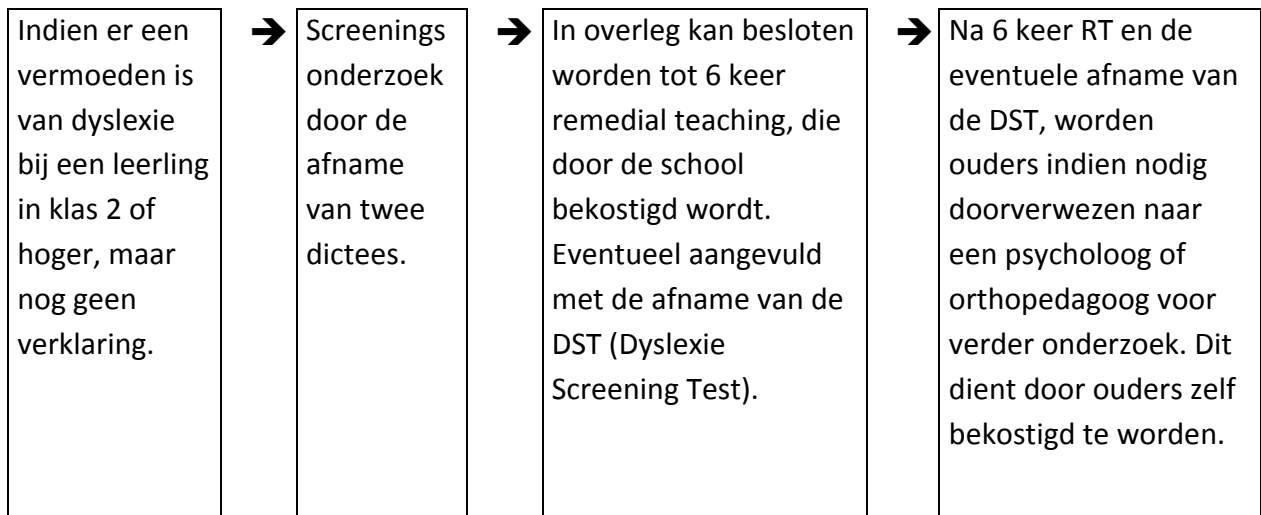 Indien er een
vermoeden is
van dyslexie
bij een leerling
in klas 2 of
hoger, maar
nog geen
verklaring.
➔
Screenings
onderzoek
door de
afname
van twee
dictees.
➔
In overleg kan besloten
worden tot 6 keer
remedial teaching, die
door de school
bekostigd wordt.
Eventueel aangevuld
met de afname van de
DST (Dyslexie
Screening Test).
➔
Na 6 keer RT en de
eventuele afname van
de DST, worden
ouders indien nodig
doorverwezen naar
een psycholoog of
orthopedagoog voor
verder onderzoek. Dit
dient door ouders zelf
bekostigd te worden.